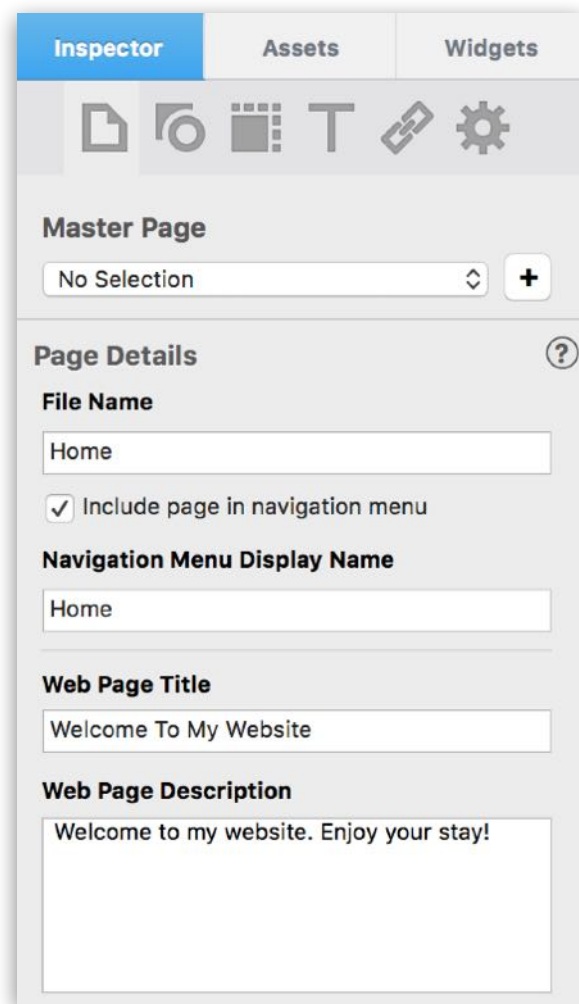 Inspector Assets Widgets
Master Page
No Selection
+
Page Details ?
File Name
Home
Include page in navigation menu
Navigation Menu Display Name
Home
Web Page Title
Welcome To My Website
Web Page Description
Welcome to my website. Enjoy your stay!